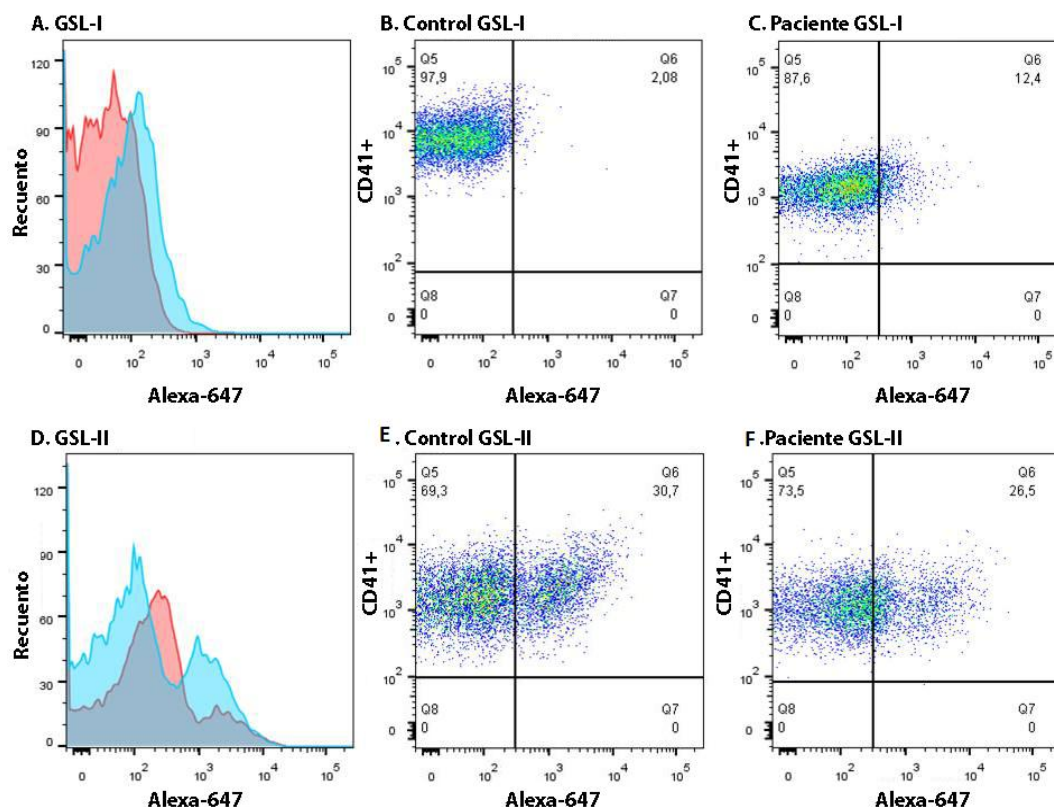 A. GSL-I
B. Control GSL-I
C. Paciente GSL-I
Recuento
120
90
60
30
0
0 10² 10³ 10⁴ 10⁵
Alexa-647
CD41+
10⁵
10⁴
10³
10²
0
Q5
97,9
Q6
2,08
Q8
0
Q7
0
0 10² 10³ 10⁴ 10⁵
Alexa-647
CD41+
10⁵
10⁴
10³
10²
0
Q5
87,6
Q6
12,4
Q8
0
Q7
0
0 10² 10³ 10⁴ 10⁵
Alexa-647
D. GSL-II
E. Control GSL-II
F. Paciente GSL-II
Recuento
120
90
60
30
0
0 10² 10³ 10⁴ 10⁵
Alexa-647
CD41+
10⁵
10⁴
10³
10²
0
Q5
69,3
Q6
30,7
Q8
0
Q7
0
0 10² 10³ 10⁴ 10⁵
Alexa-647
CD41+
10⁵
10⁴
10³
10²
0
Q5
73,5
Q6
26,5
Q8
0
Q7
0
0 10² 10³ 10⁴ 10⁵
Alexa-647